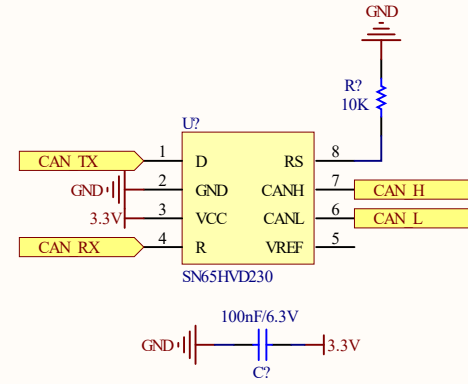 GND
R?
10K
U?
CAN_TX 1 D RS 8
GND 2 GND CANH 7 CAN_H
3.3V 3 VCC CANL 6 CAN_L
CAN_RX 4 R VREF 5
SN65HVD230
100nF/6.3V
GND 3.3V
C?